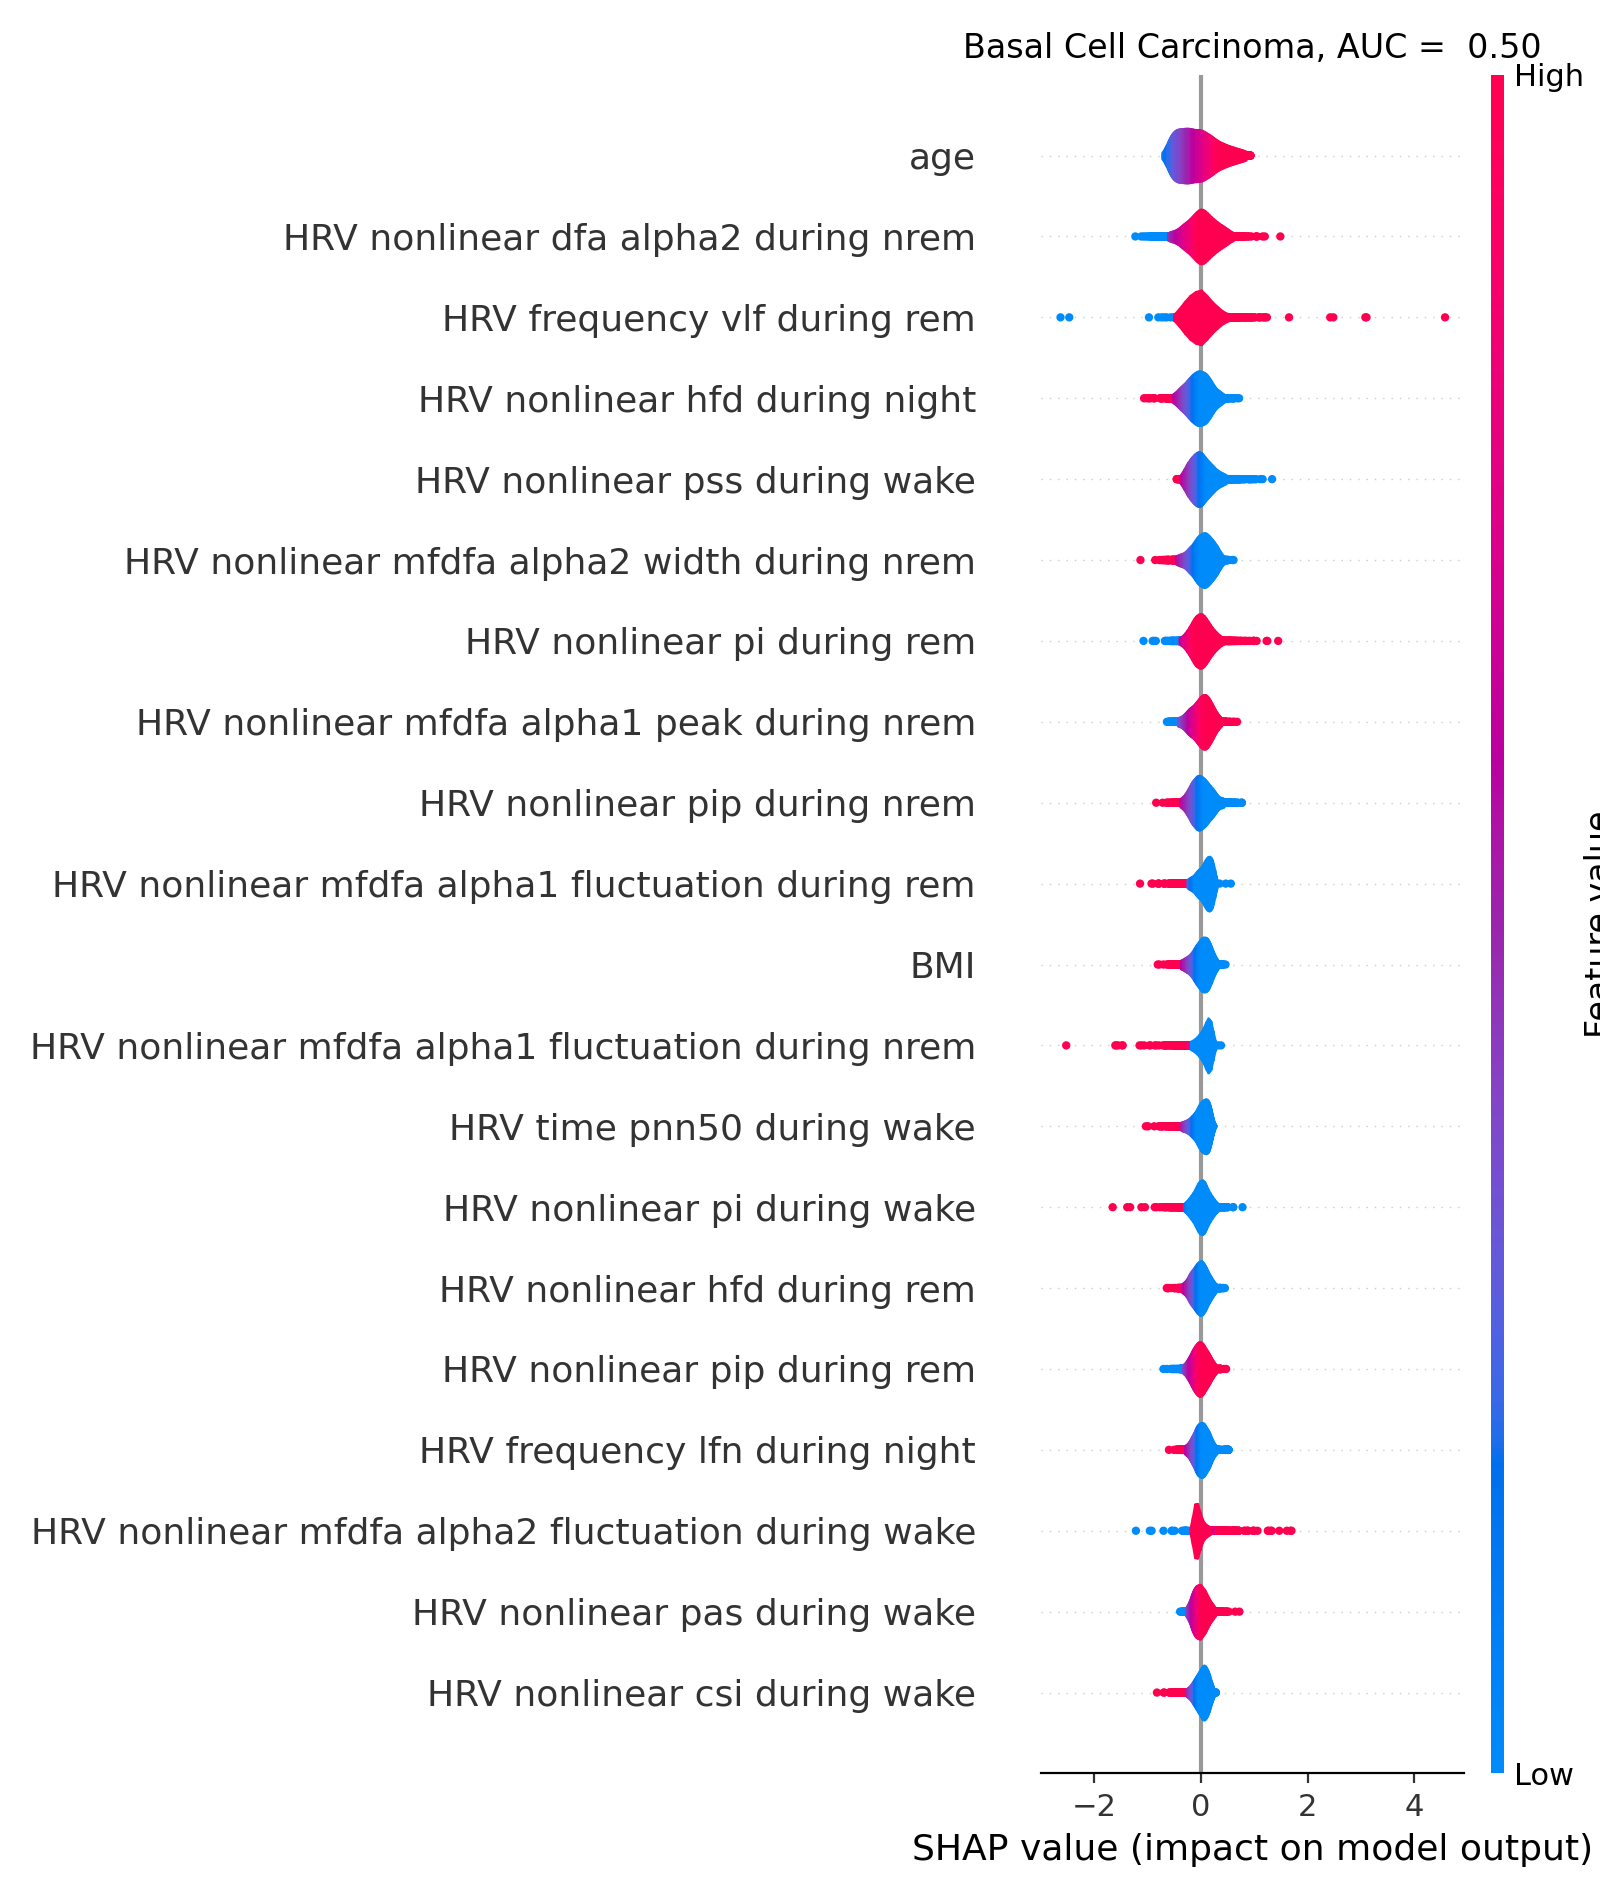 Basal Cell Carcinoma, AUC =  0.50
High
age
HRV nonlinear dfa alpha2 during nrem
HRV frequency vlf during rem
HRV nonlinear hfd during night
HRV nonlinear pss during wake
HRV nonlinear mfdfa alpha2 width during nrem
HRV nonlinear pi during rem
HRV nonlinear mfdfa alpha1 peak during nrem
HRV nonlinear pip during nrem
HRV nonlinear mfdfa alpha1 fluctuation during rem
BMI
HRV nonlinear mfdfa alpha1 fluctuation during nrem
HRV time pnn50 during wake
HRV nonlinear pi during wake
HRV nonlinear hfd during rem
HRV nonlinear pip during rem
HRV frequency lfn during night
HRV nonlinear mfdfa alpha2 fluctuation during wake
HRV nonlinear pas during wake
HRV nonlinear csi during wake
Feature value
Low
−2 0 2 4
SHAP value (impact on model output)